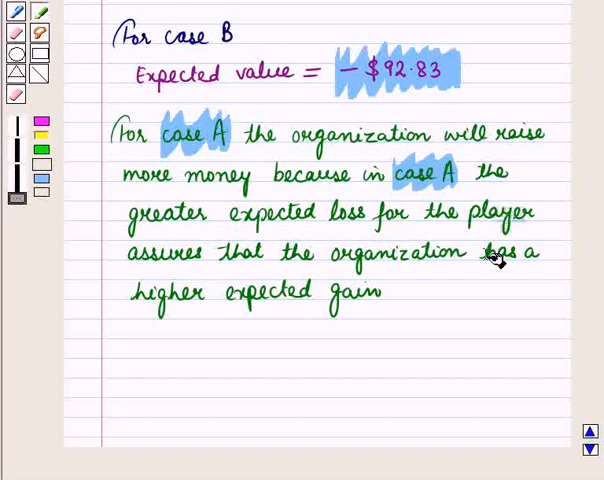 For case B
Expected value = - $92.83
For case A the organization will raise
more money because in case A the
greater expected loss for the player
assures that the organization has a
higher expected gain